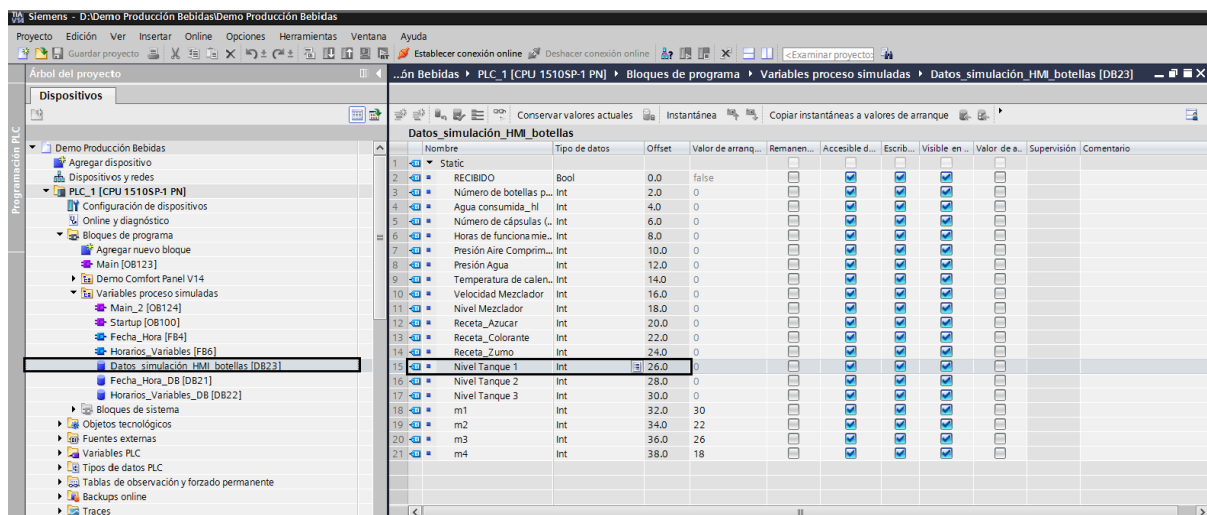 Siemens - D:\Demo Producción Bebidas\Demo Producción Bebidas
Proyecto Edición Ver Insertar Online Opciones Herramientas Ventana Ayuda
Guardar proyecto Establecer conexión online Deshacer conexión online <Examinar proyecto>
Árbol del proyecto
Dispositivos
Programación PLC
Demo Producción Bebidas
Agregar dispositivo
Dispositivos y redes
PLC_1 [CPU 1510SP-1 PN]
Configuración de dispositivos
Online y diagnóstico
Bloques de programa
Agregar nuevo bloque
Main [OB123]
Demo Comfort Panel V14
Variables proceso simuladas
Main_2 [OB124]
Startup [OB100]
Fecha_Hora [FB4]
Horarios_Variables [FB6]
Datos_simulación_HMI_botellas [DB23]
Fecha_Hora_DB [DB21]
Horarios_Variables_DB [DB22]
Bloques de sistema
Objetos tecnológicos
Fuentes externas
Variables PLC
Tipos de datos PLC
Tablas de observación y forzado permanente
Backups online
Traces
...ón Bebidas PLC_1 [CPU 1510SP-1 PN] Bloques de programa Variables proceso simuladas Datos_simulación_HMI_botellas [DB23]
Conservar valores actuales Instantánea Copiar instantáneas a valores de arranque
Datos_simulación_HMI_botellas
Nombre Tipo de datos Offset Valor de arranq... Remanen... Accesible d... Escrib... Visible en .. Valor de a.. Supervisión Comentario
1 Static
2 RECIBIDO Bool 0.0 false
3 Número de botellas p... Int 2.0 0
4 Agua consumida_hl Int 4.0 0
5 Número de cápsulas (.. Int 6.0 0
6 Horas de funcionamie.. Int 8.0 0
7 Presión Aire Comprim... Int 10.0 0
8 Presión Agua Int 12.0 0
9 Temperatura de calen.. Int 14.0 0
10 Velocidad Mezclador Int 16.0 0
11 Nivel Mezclador Int 18.0 0
12 Receta_Azucar Int 20.0 0
13 Receta_Colorante Int 22.0 0
14 Receta_Zumo Int 24.0 0
15 Nivel Tanque 1 Int 26.0 0
16 Nivel Tanque 2 Int 28.0 0
17 Nivel Tanque 3 Int 30.0 0
18 m1 Int 32.0 30
19 m2 Int 34.0 22
20 m3 Int 36.0 26
21 m4 Int 38.0 18